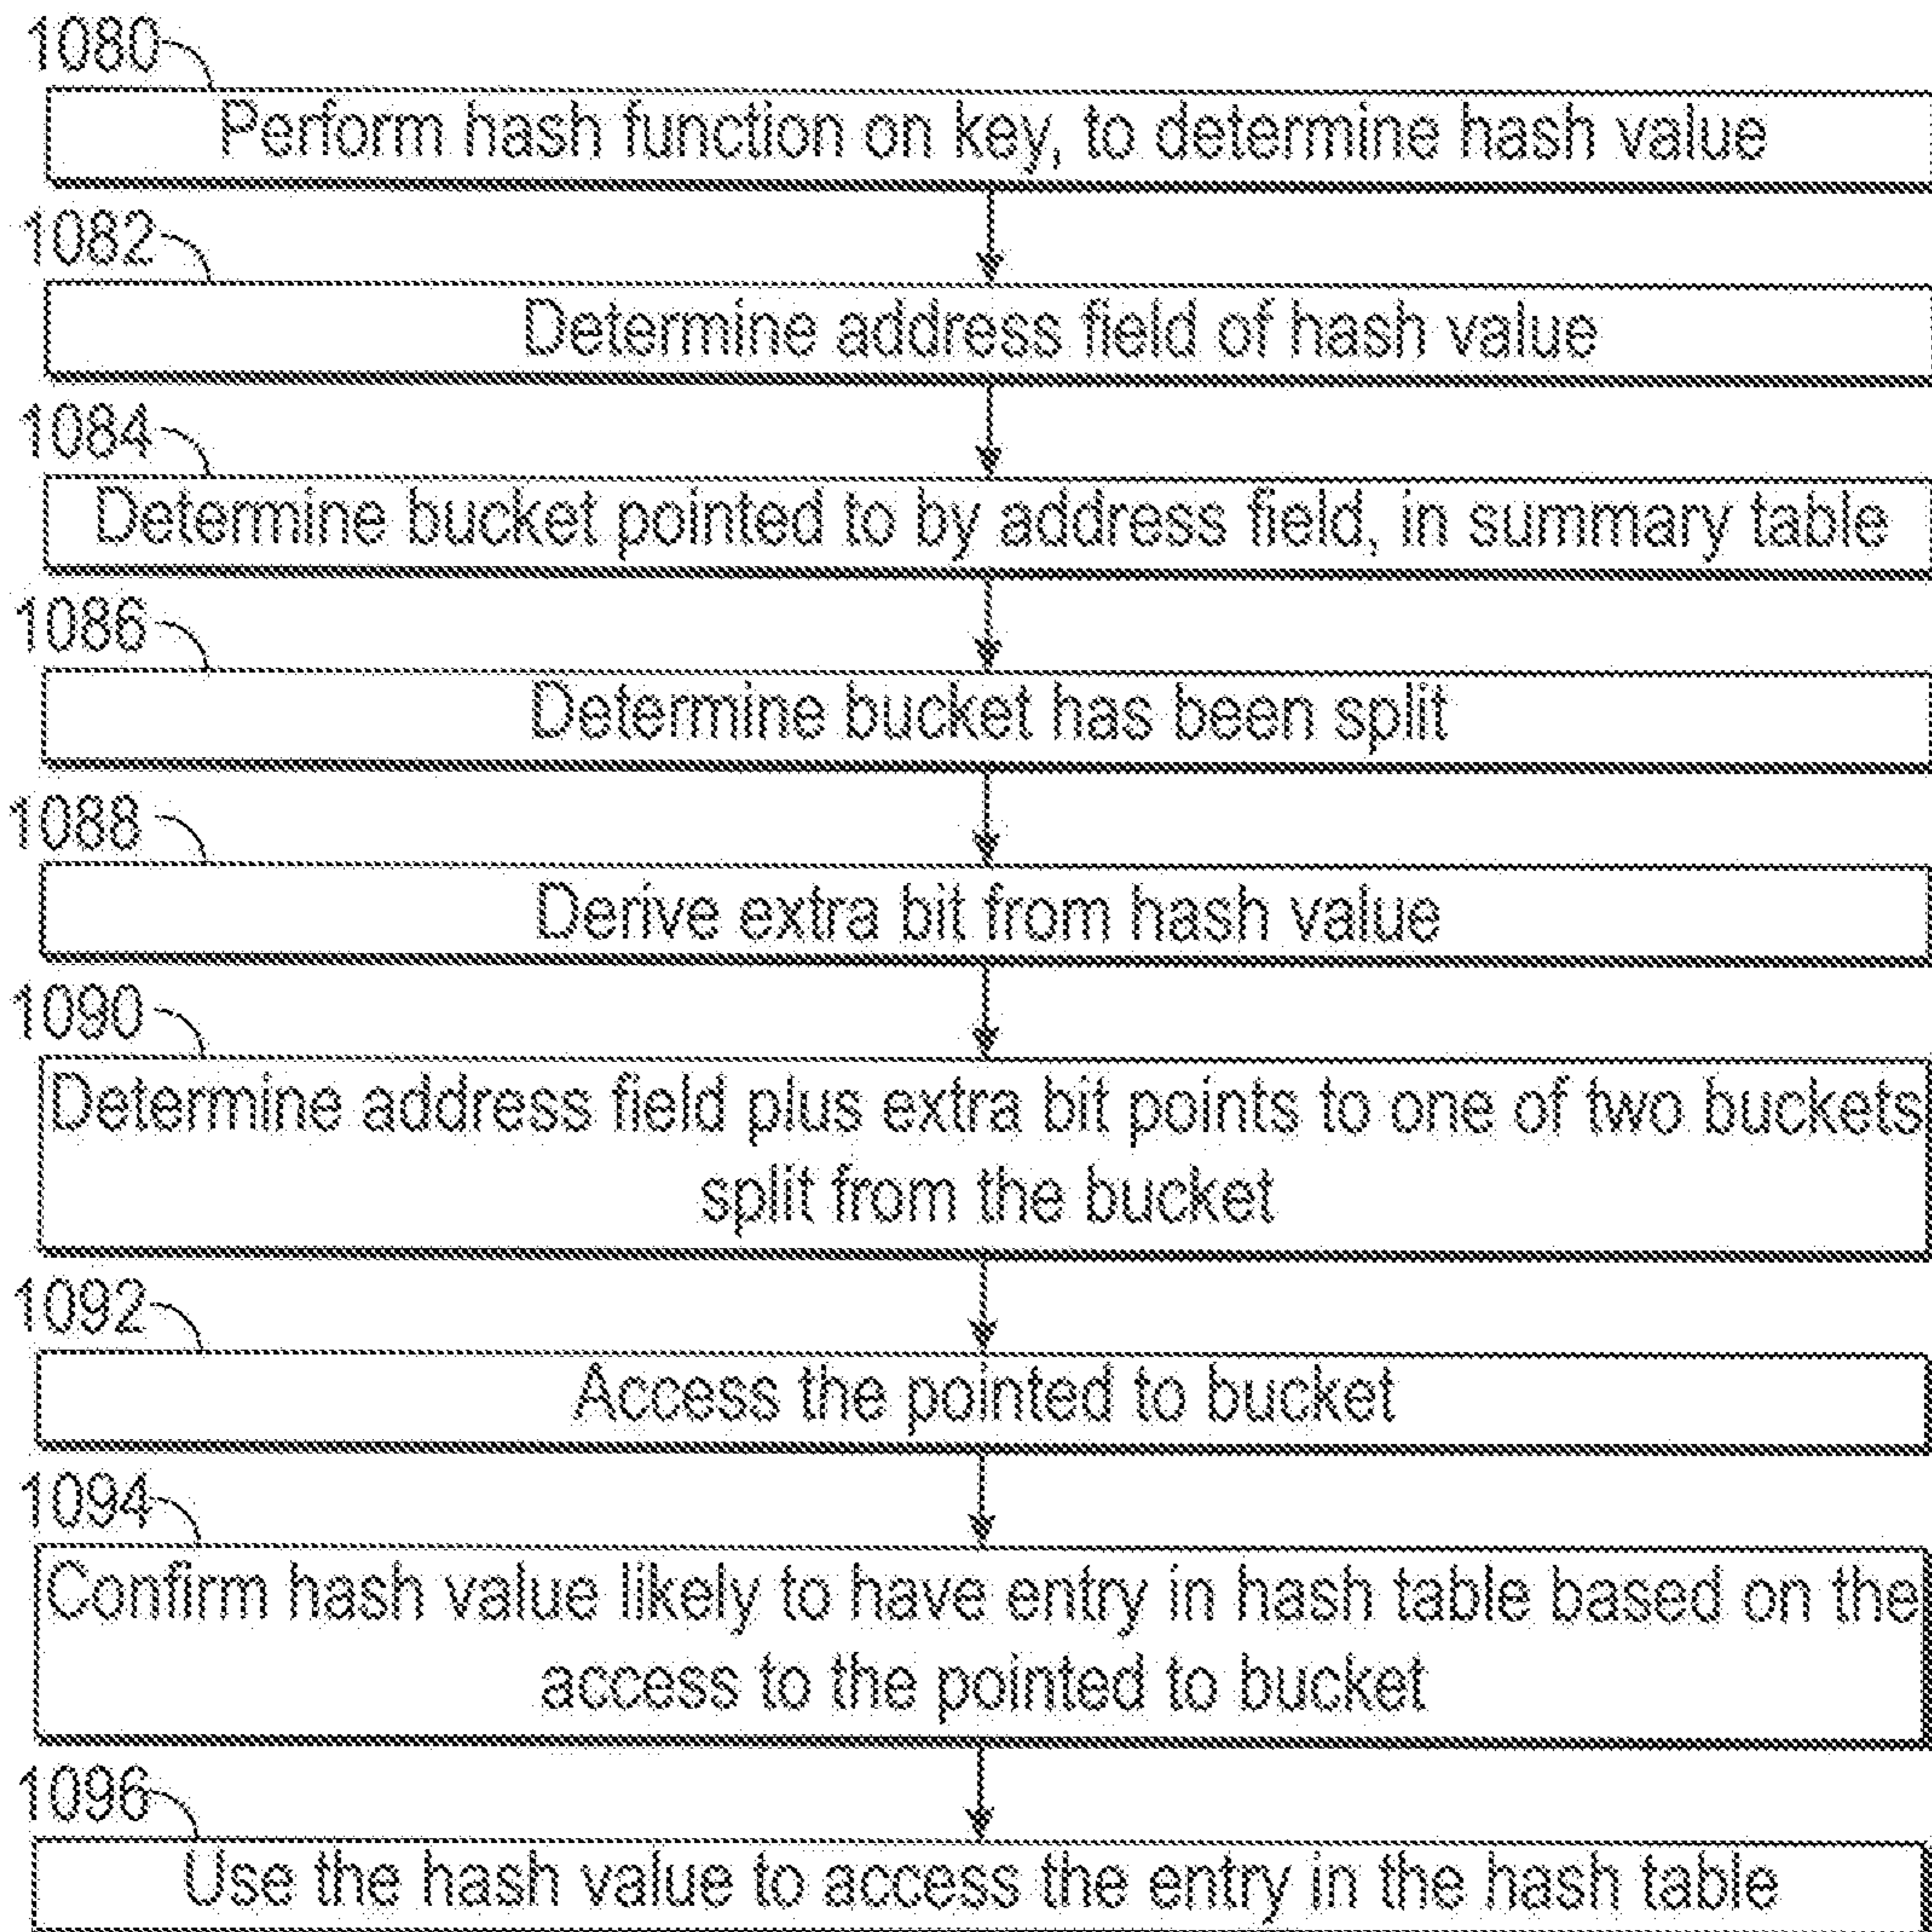 1080
Perform hash function on key, to determine hash value
1082
Determine address field of hash value
1084
Determine bucket pointed to by address field, in summary table
1086
Determine bucket has been split
1088
Derive extra bit from hash value
1090
Determine address field plus extra bit points to one of two buckets
split from the bucket
1092
Access the pointed to bucket
1094
Confirm hash value likely to have entry in hash table based on the
access to the pointed to bucket
1096
Use the hash value to access the entry in the hash table